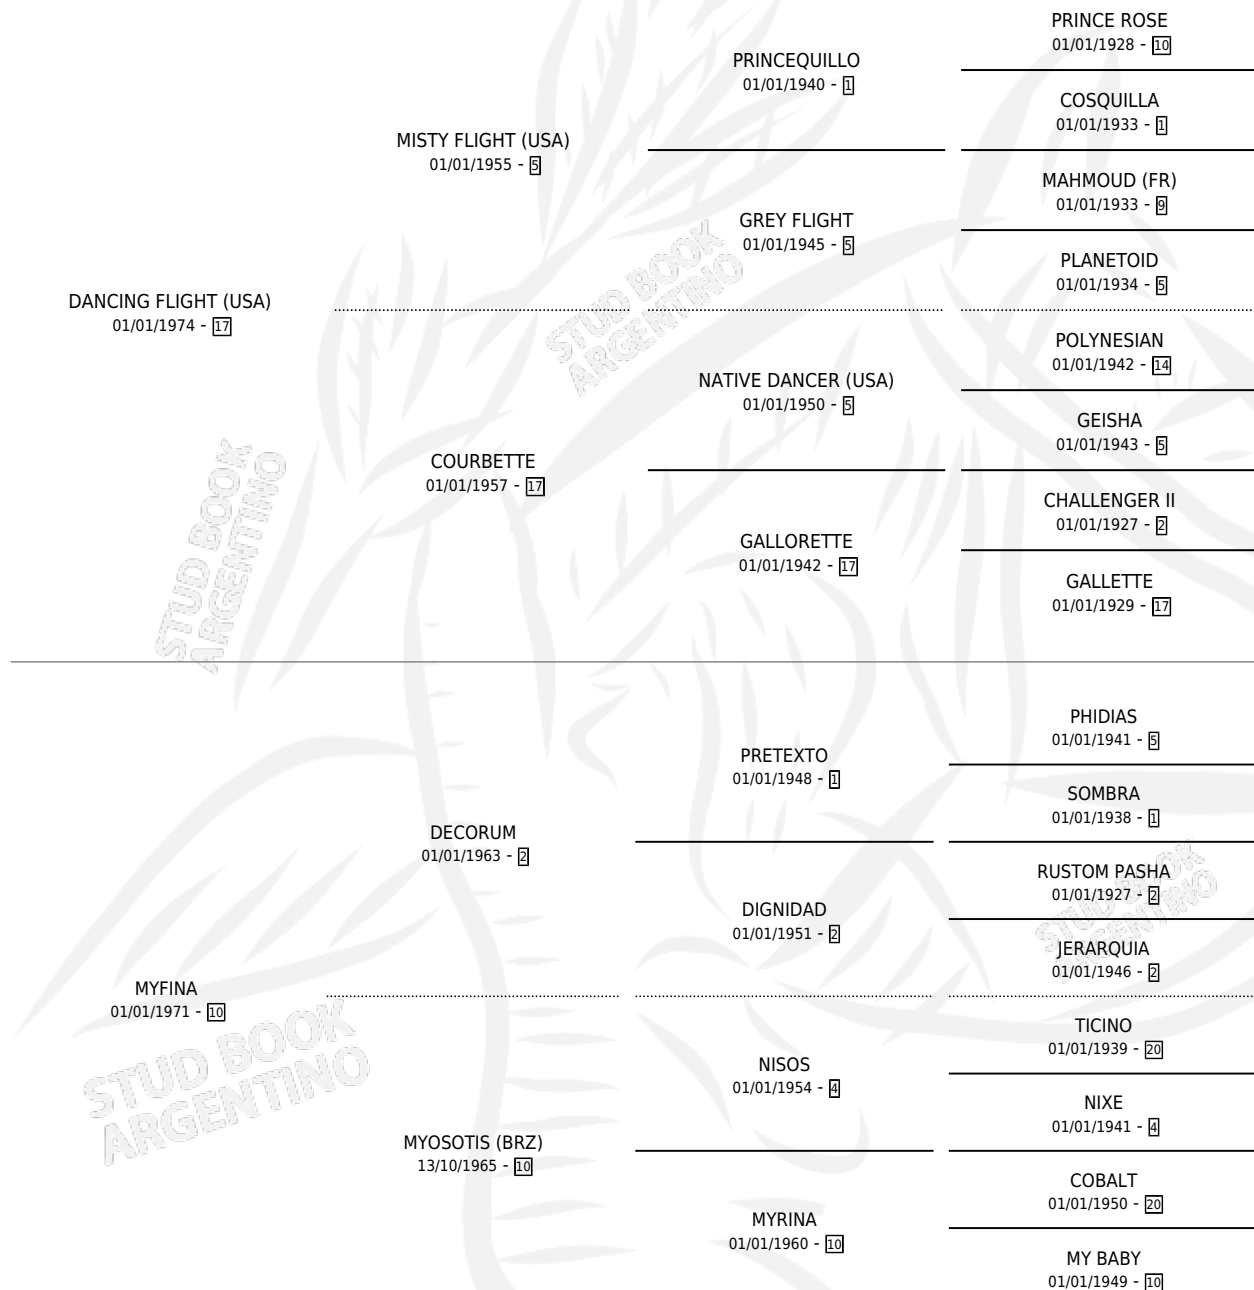 DANCING FLIGHT (USA)
01/01/1974 - 17
MISTY FLIGHT (USA)
01/01/1955 - 5
PRINCEQUILLO
01/01/1940 - 1
PRINCE ROSE
01/01/1928 - 10
COSQUILLA
01/01/1933 - 1
GREY FLIGHT
01/01/1945 - 5
MAHMOUD (FR)
01/01/1933 - 9
PLANETOID
01/01/1934 - 5
COURBETTE
01/01/1957 - 17
NATIVE DANCER (USA)
01/01/1950 - 5
POLYNESIAN
01/01/1942 - 14
GEISHA
01/01/1943 - 5
GALLORETTE
01/01/1942 - 17
CHALLENGER II
01/01/1927 - 2
GALLETTE
01/01/1929 - 17
MYFINA
01/01/1971 - 10
DECORUM
01/01/1963 - 2
PRETEXTO
01/01/1948 - 1
PHIDIAS
01/01/1941 - 5
SOMBRA
01/01/1938 - 1
DIGNIDAD
01/01/1951 - 2
RUSTOM PASHA
01/01/1927 - 2
JERARQUIA
01/01/1946 - 2
MYOSOTIS (BRZ)
13/10/1965 - 10
NISOS
01/01/1954 - 4
TICINO
01/01/1939 - 20
NIXE
01/01/1941 - 4
MYRINA
01/01/1960 - 10
COBALT
01/01/1950 - 20
MY BABY
01/01/1949 - 10
STUD BOOK
ARGENTINO
STUD BOOK
ARGENTINO
STUD BOOK
ARGENTINO
STUD BOOK
ARGENTINO